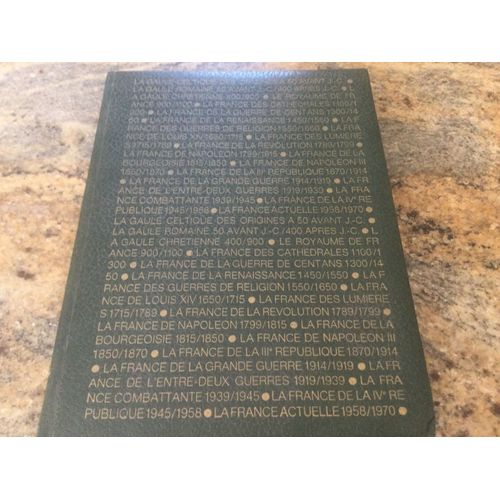 LA GAULE CELTIQUE DES ORIGINES A 50 AVANT J.-C. ●
LA GAULE ROMAINE 50 AVANT J.-C./400 APRES J.-C. ● L
A GAULE CHRETIENNE 400/900 ● LE ROYAUME DE FR
ANCE 900/1100 ● LA FRANCE DES CATHEDRALES 1100/1
300 ● LA FRANCE DE LA GUERRE DE CENT ANS 1300/14
50 ● LA FRANCE DE LA RENAISSANCE 1450/1550 ● LA F
RANCE DES GUERRES DE RELIGION 1550/1650 ● LA FRA
NCE DE LOUIS XIV 1650/1715 ● LA FRANCE DES LUMIERE
S 1715/1789 ● LA FRANCE DE LA REVOLUTION 1789/1799
● LA FRANCE DE NAPOLEON 1799/1815 ● LA FRANCE DE LA
BOURGEOISIE 1815/1850 ● LA FRANCE DE NAPOLEON III
1850/1870 ● LA FRANCE DE LA IIIe REPUBLIQUE 1870/1914
● LA FRANCE DE LA GRANDE GUERRE 1914/1919 ● LA FR
ANCE DE L'ENTRE-DEUX GUERRES 1919/1939 ● LA FRA
NCE COMBATTANTE 1939/1945 ● LA FRANCE DE LA IVe RE
PUBLIQUE 1945/1958 ● LA FRANCE ACTUELLE 1958/1970 ●
LA GAULE CELTIQUE DES ORIGINES A 50 AVANT J.-C. ●
LA GAULE ROMAINE 50 AVANT J.-C./400 APRES J.-C. ● L
A GAULE CHRETIENNE 400/900 ● LE ROYAUME DE FR
ANCE 900/1100 ● LA FRANCE DES CATHEDRALES 1100/1
300 ● LA FRANCE DE LA GUERRE DE CENT ANS 1300/14
50 ● LA FRANCE DE LA RENAISSANCE 1450/1550 ● LA F
RANCE DES GUERRES DE RELIGION 1550/1650 ● LA FRA
NCE DE LOUIS XIV 1650/1715 ● LA FRANCE DES LUMIERE
S 1715/1789 ● LA FRANCE DE LA REVOLUTION 1789/1799
● LA FRANCE DE NAPOLEON 1799/1815 ● LA FRANCE DE LA
BOURGEOISIE 1815/1850 ● LA FRANCE DE NAPOLEON III
1850/1870 ● LA FRANCE DE LA IIIe REPUBLIQUE 1870/1914
● LA FRANCE DE LA GRANDE GUERRE 1914/1919 ● LA FR
ANCE DE L'ENTRE-DEUX GUERRES 1919/1939 ● LA FRA
NCE COMBATTANTE 1939/1945 ● LA FRANCE DE LA IVe RE
PUBLIQUE 1945/1958 ● LA FRANCE ACTUELLE 1958/1970 ●